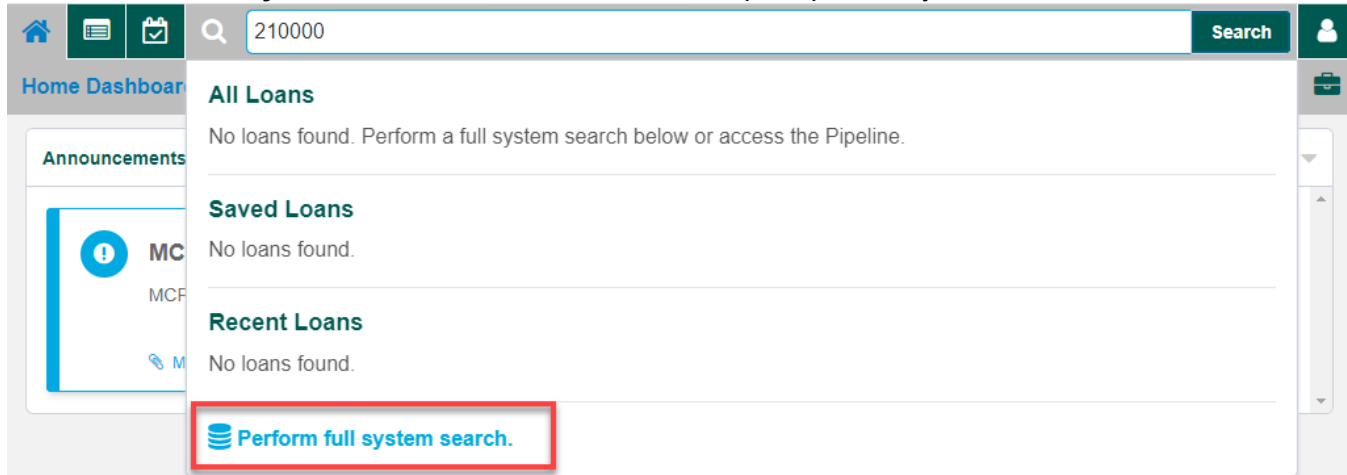 210000
Search
Home Dashboar
All Loans
No loans found. Perform a full system search below or access the Pipeline.
Announcements
Saved Loans
MC
No loans found.
MCF
Recent Loans
M
No loans found.
Perform full system search.